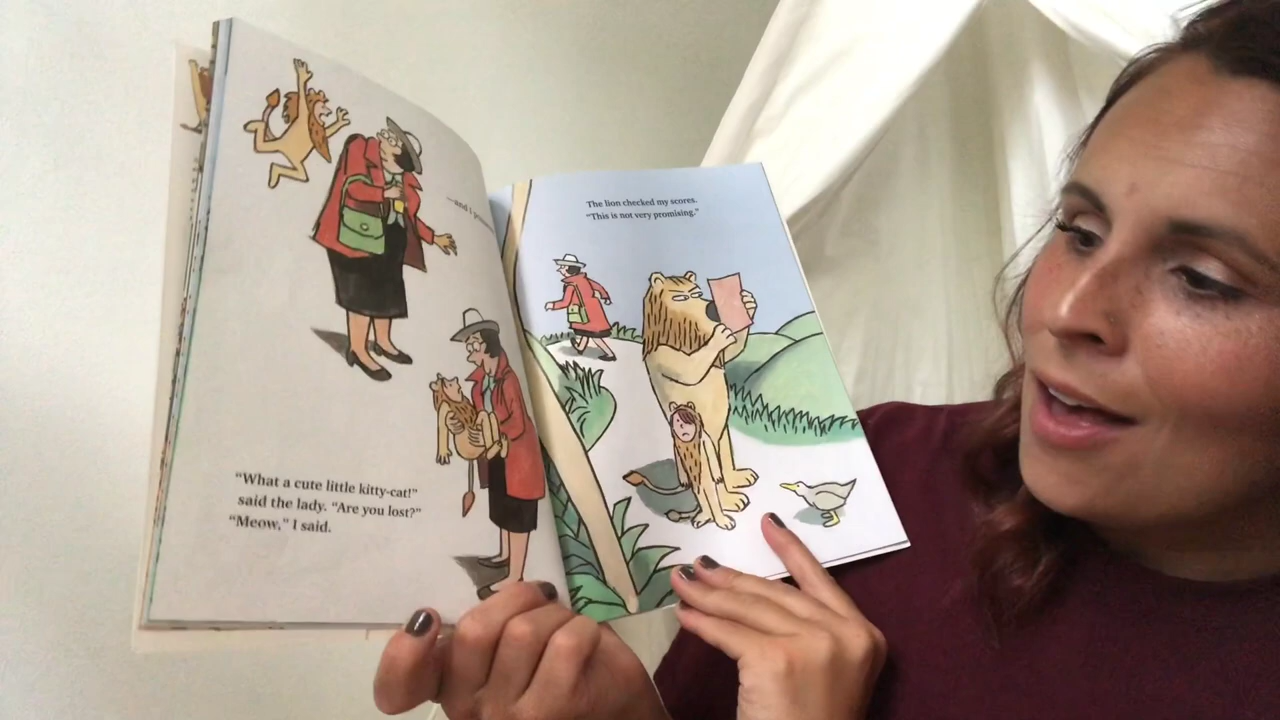 —and I
"What a cute little kitty-cat!"
said the lady. "Are you lost?"
"Meow," I said.
The lion checked my scores.
"This is not very promising."